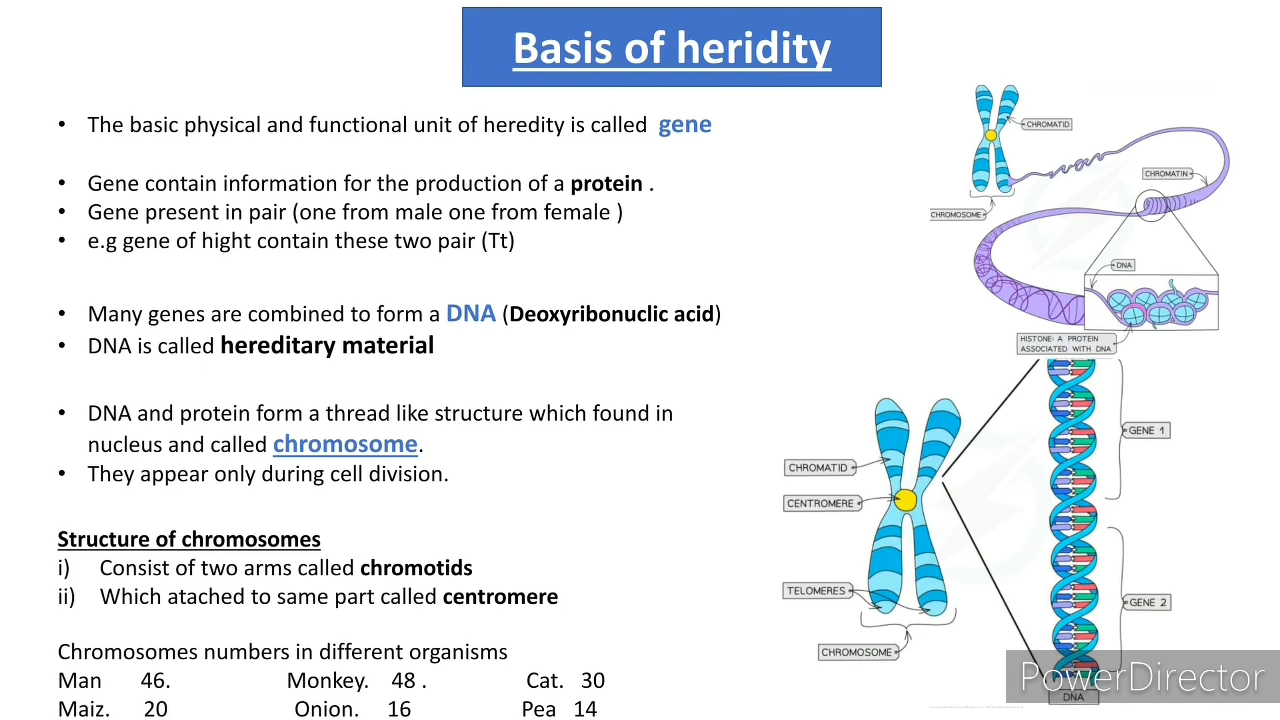 Basis of heridity
• The basic physical and functional unit of heredity is called gene
• Gene contain information for the production of a protein .
• Gene present in pair (one from male one from female )
• e.g gene of hight contain these two pair (Tt)
• Many genes are combined to form a DNA (Deoxyribonuclic acid)
• DNA is called hereditary material
• DNA and protein form a thread like structure which found in
nucleus and called chromosome.
• They appear only during cell division.
Structure of chromosomes
i) Consist of two arms called chromotids
ii) Which atached to same part called centromere
Chromosomes numbers in different organisms
Man 46. Monkey. 48 . Cat. 30
Maiz. 20 Onion. 16 Pea 14
CHROMATID
CHROMATIN
CHROMOSOME
DNA
HISTONE: A PROTEIN
ASSOCIATED WITH DNA
GENE 1
CHROMATID
CENTROMERE
TELOMERES
GENE 2
CHROMOSOME
DNA
PowerDirector